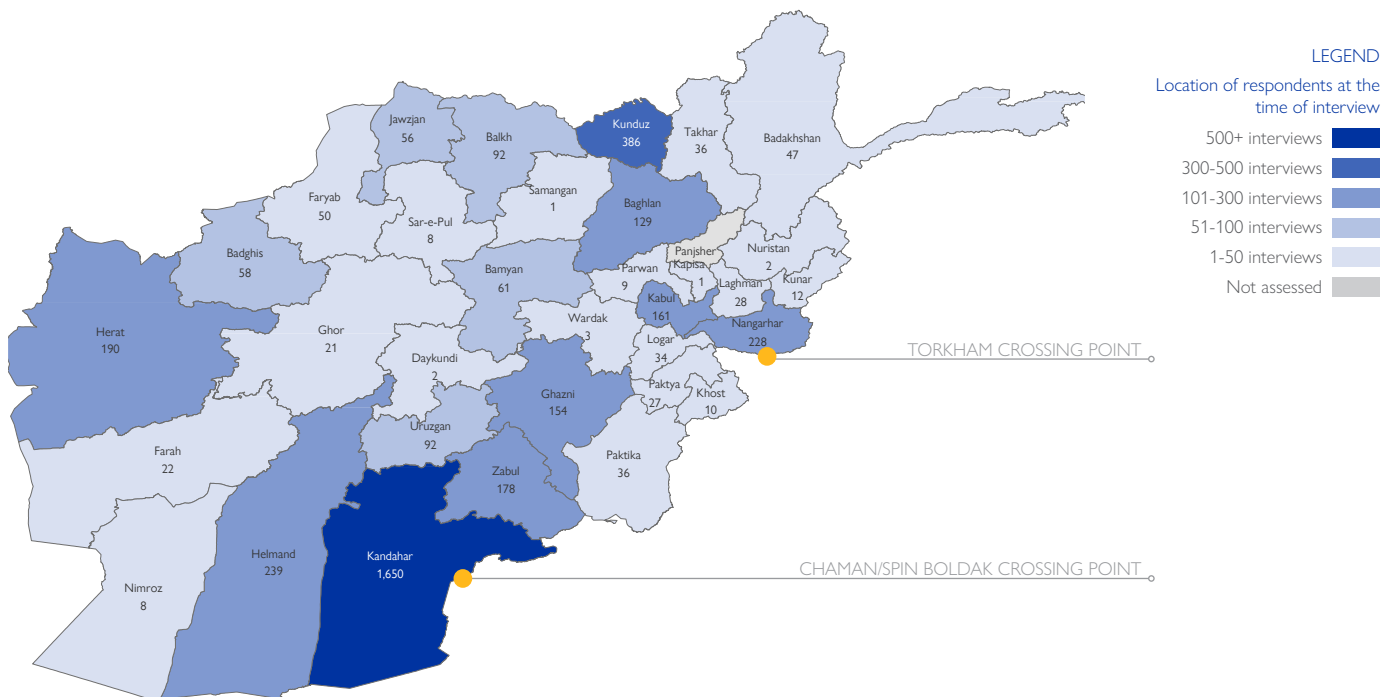 LEGEND
Location of respondents at the
time of interview
500+ interviews
300-500 interviews
101-300 interviews
51-100 interviews
1-50 interviews
Not assessed
Jawzjan
56
Balkh
92
Kunduz
386
Takhar
36
Badakhshan
47
Faryab
50
Sar-e-Pul
8
Samangan
1
Baghlan
129
Badghis
58
Bamyan
61
Parwan
9
Panjsher
Kapisa
1
Nuristan
2
Laghman
28
Kunar
12
Herat
190
Ghor
21
Daykundi
2
Wardak
3
Kabul
161
Nangarhar
228
Logar
34
TORKHAM CROSSING POINT
Paktya
27
Khost
10
Ghazni
154
Uruzgan
92
Farah
22
Zabul
178
Paktika
36
Helmand
239
Kandahar
1,650
CHAMAN/SPIN BOLDAK CROSSING POINT
Nimroz
8